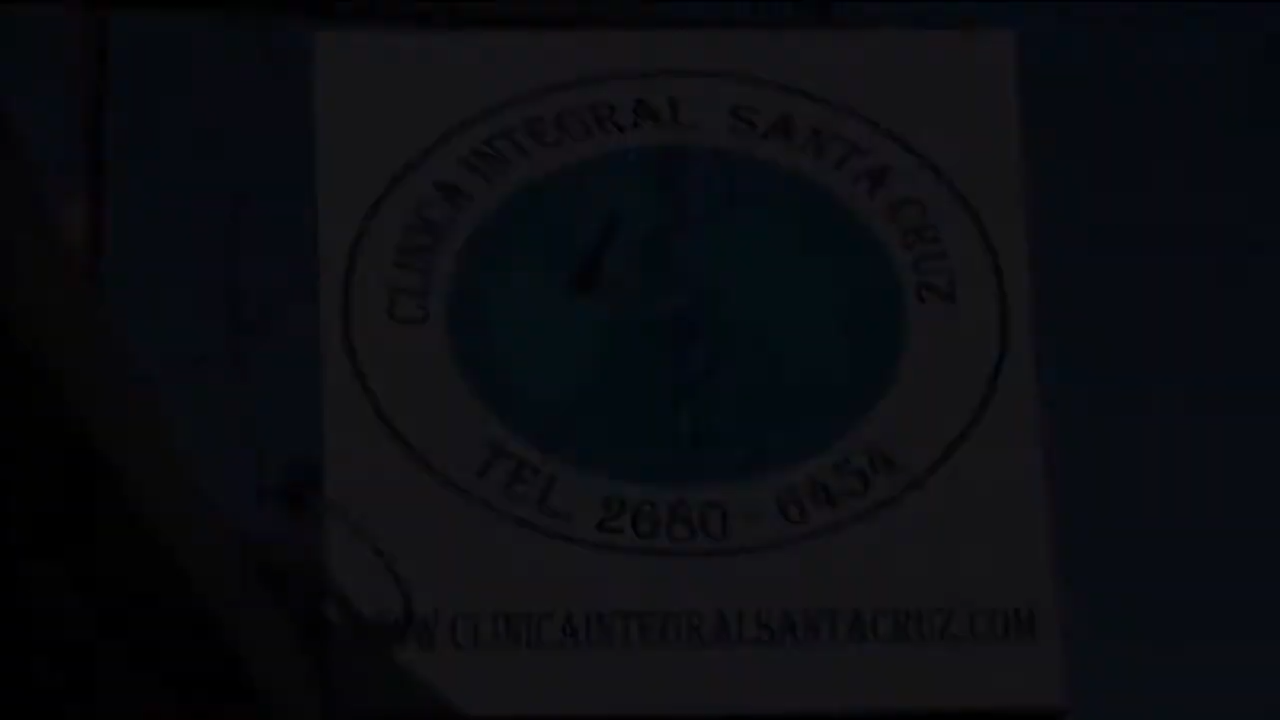 CLINICA INTEGRAL SANTA CRUZ
TEL. 2680 - 6454
W.CLINICAINTEGRALSANTACRUZ.COM